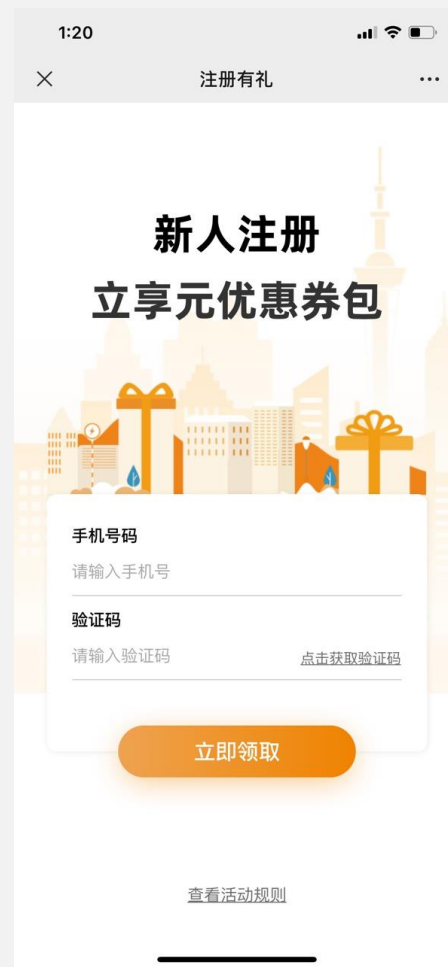 1:20
注册有礼
新人注册
立享元优惠券包
手机号码
请输入手机号
验证码
请输入验证码 点击获取验证码
立即领取
查看活动规则